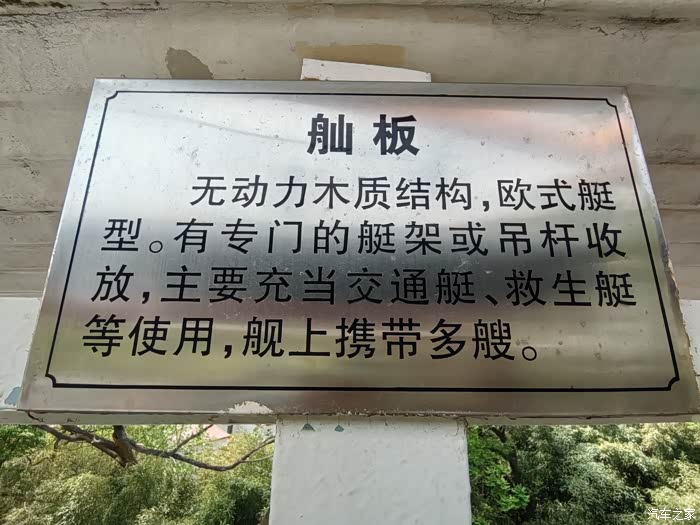 舢板
无动力木质结构，欧式艇
型。有专门的艇架或吊杆收
放，主要充当交通艇、救生艇
等使用，舰上携带多艘。
汽车之家